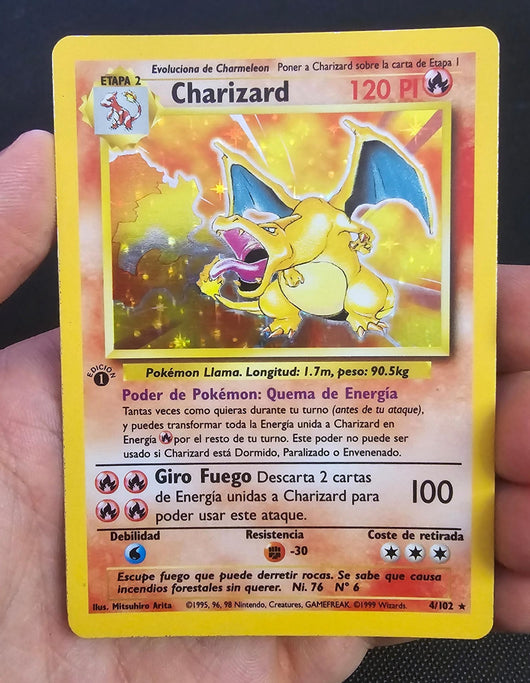 Evoluciona de Charmeleon Poner a Charizard sobre la carta de Etapa 1
ETAPA 2
Charizard 120 PI
Pokémon Llama. Longitud: 1.7m, peso: 90.5kg
EDICION
1
Poder de Pokémon: Quema de Energía
Tantas veces como quieras durante tu turno (antes de tu ataque),
y puedes transformar toda la Energía unida a Charizard en
Energía por el resto de tu turno. Este poder no puede ser
usado si Charizard está Dormido, Paralizado o Envenenado.
Giro Fuego Descarta 2 cartas
de Energía unidas a Charizard para
poder usar este ataque.
100
Debilidad Resistencia Coste de retirada
-30
Escupe fuego que puede derretir rocas. Se sabe que causa
incendios forestales sin querer. Ni. 76 N° 6
Ilus. Mitsuhiro Arita ©1995, 96, 98 Nintendo, Creatures, GAMEFREAK. ©1999 Wizards. 4/102 ★